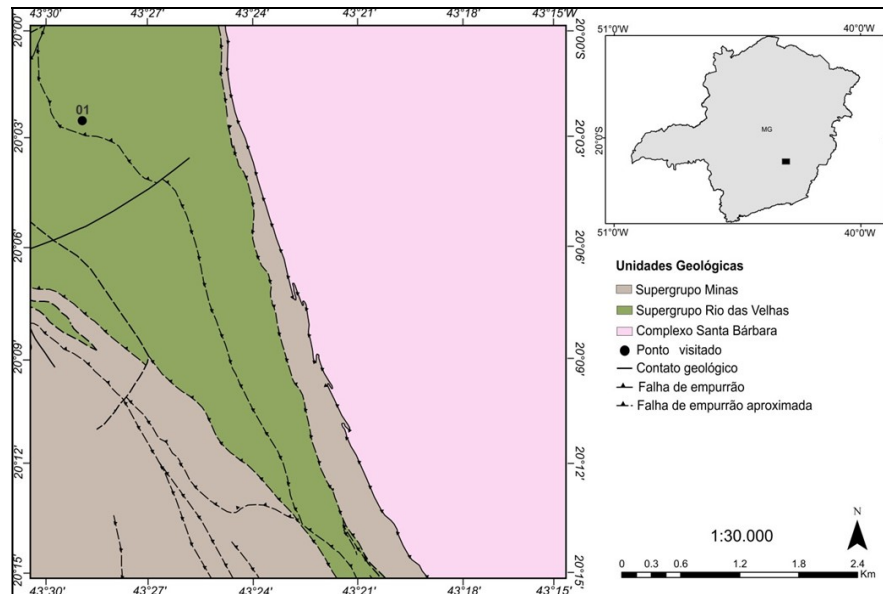 43°30' 43°27' 43°24' 43°21' 43°18' 43°15'W
20°00'
20°03'
20°06'
20°09'
20°12'
20°15'
01
20°00'S
20°03'
20°06'
20°09'
20°12'
20°15'
43°30' 43°27' 43°24' 43°21' 43°18' 43°15'W
51°0'W 40°0'W
20°0'S
MG
51°0'W 40°0'W
Unidades Geológicas
Supergrupo Minas
Supergrupo Rio das Velhas
Complexo Santa Bárbara
Ponto visitado
Contato geológico
Falha de empurrão
Falha de empurrão aproximada
N
1:30.000
0 0.3 0.6 1.2 1.8 2.4
Km